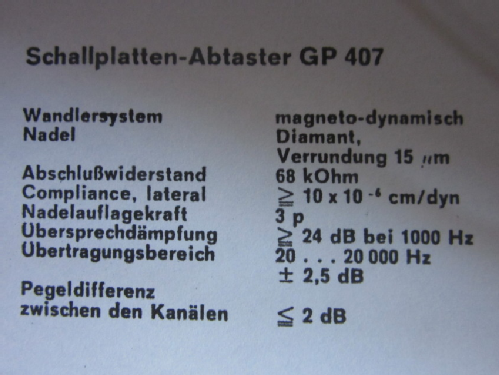 Schallplatten-Abtaster GP 407
Wandlersystem magneto-dynamisch
Nadel Diamant,
Verrundung 15 µm
Abschlußwiderstand 68 kOhm
Compliance, lateral ≧ 10 x 10 -6 cm/dyn
Nadelauflagekraft 3 p
Übersprechdämpfung ≧ 24 dB bei 1000 Hz
Übertragungsbereich 20 . . . 20 000 Hz
± 2,5 dB
Pegeldifferenz
zwischen den Kanälen ≦ 2 dB